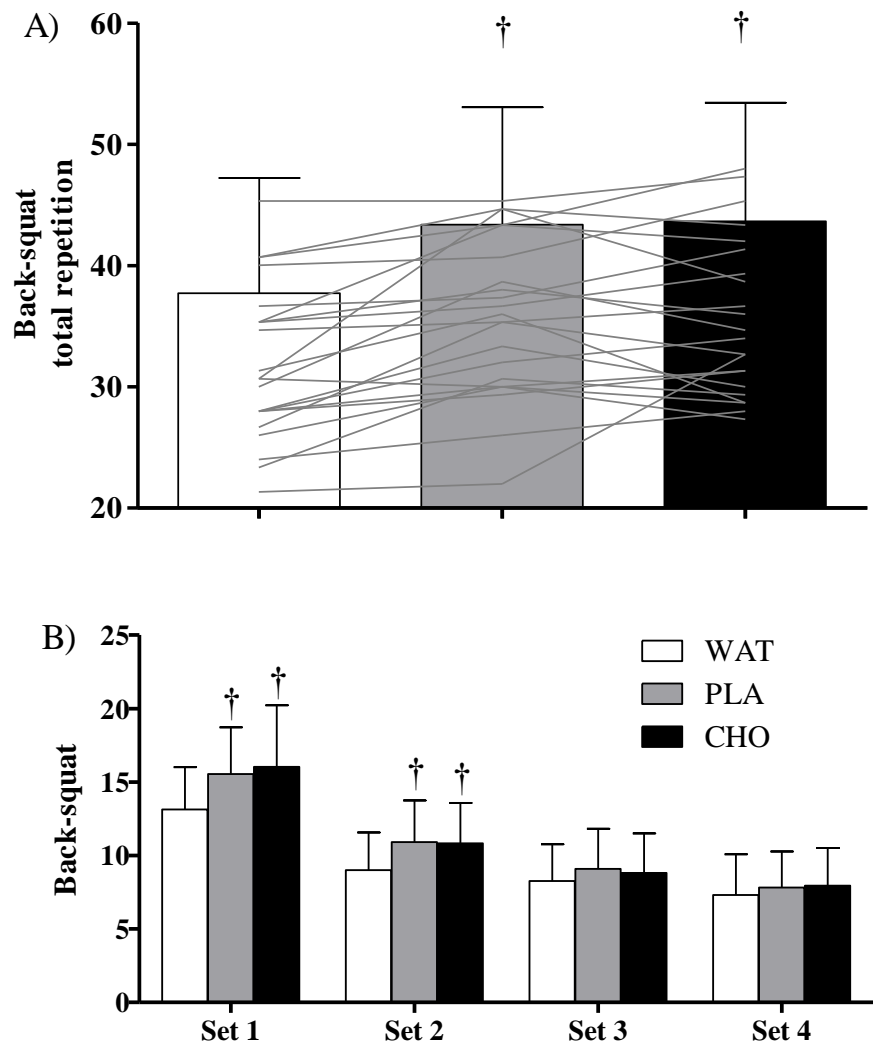 A)
60
50
40
30
20
Back-squat
total repetition
† †
B)
25
20
15
10
5
0
Back-squat
† † † †
WAT
PLA
CHO
Set 1 Set 2 Set 3 Set 4